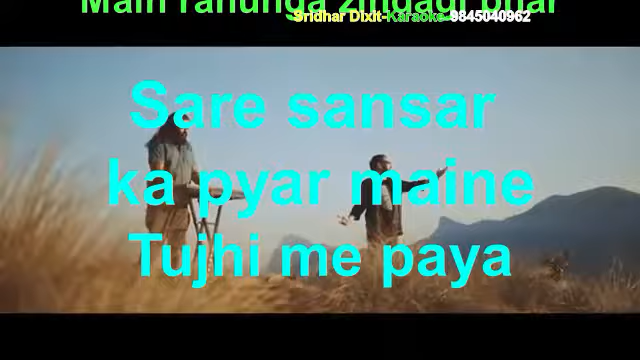 Main rahunga zindagi bhar
Sridhar Dixit-Karaoke-9845040962
Sare sansar
ka pyar maine
Tujhi me paya